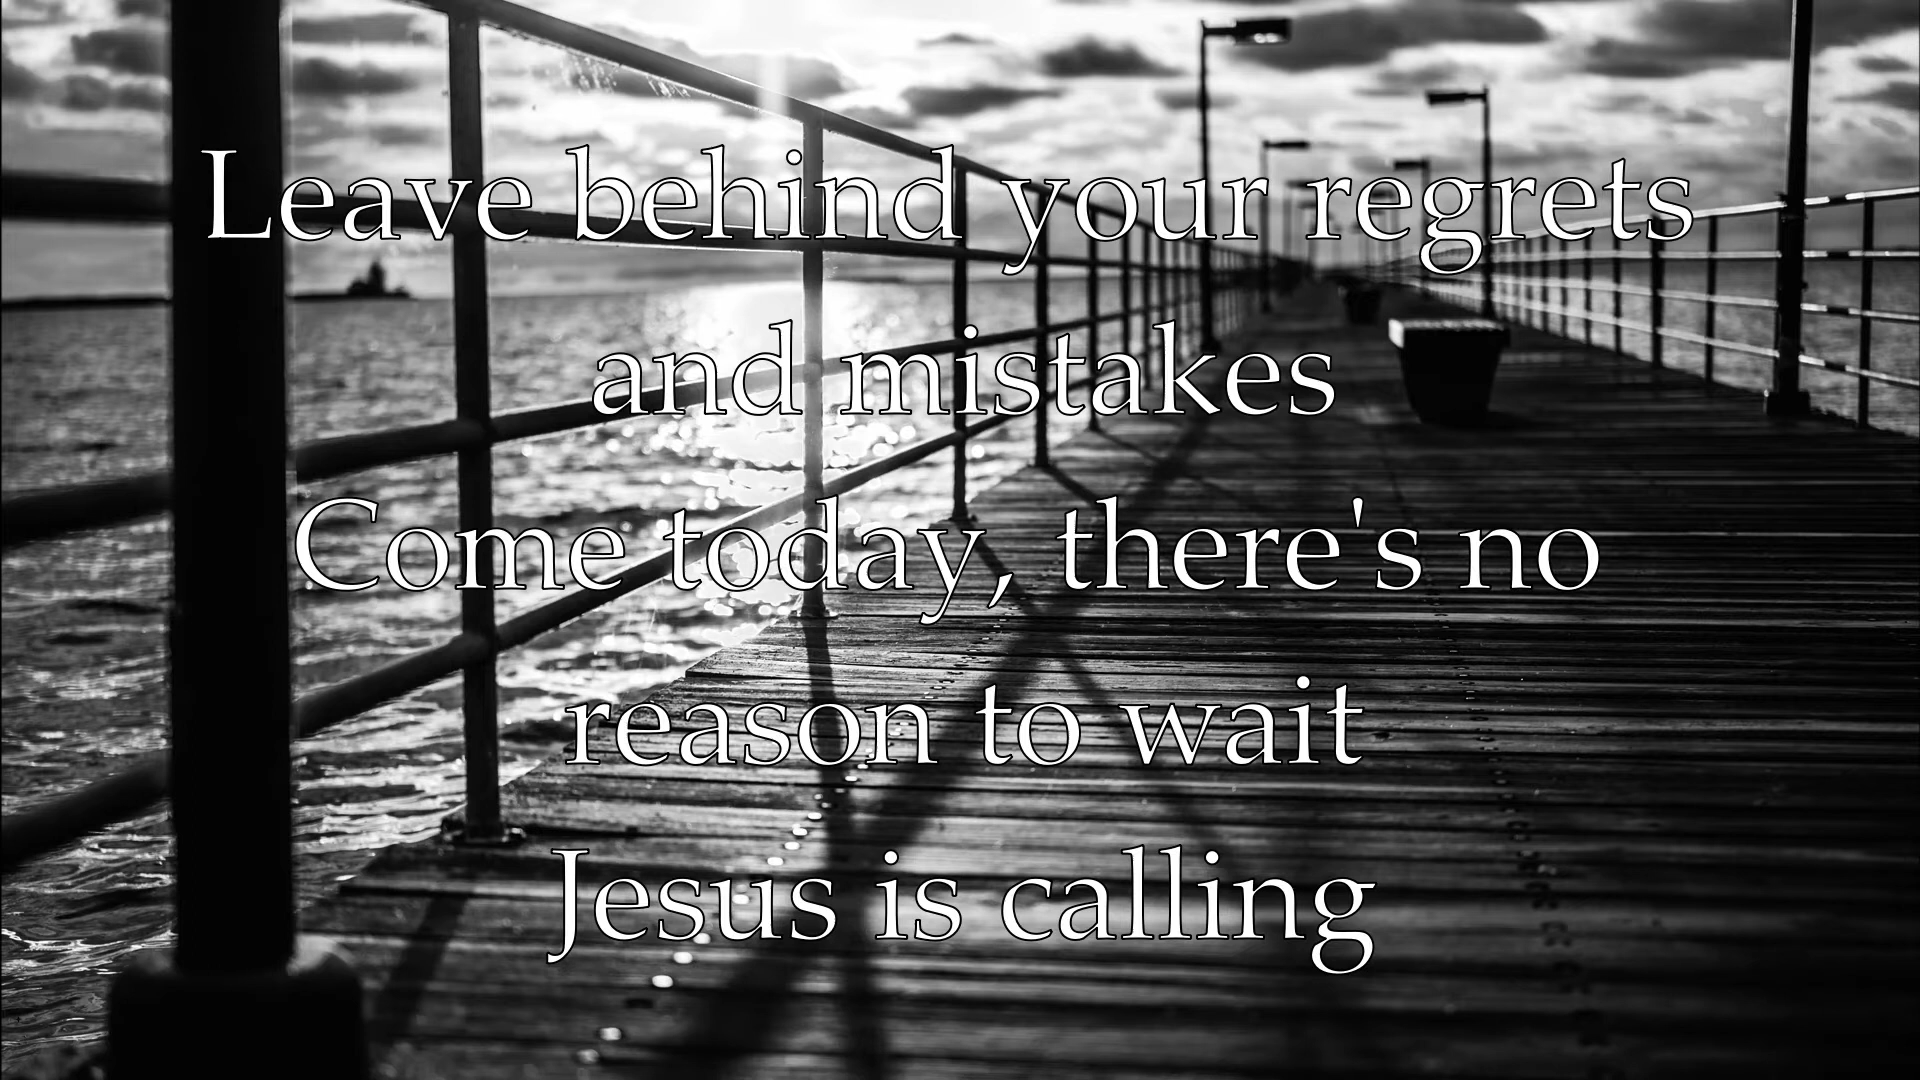 Leave behind your regrets
and mistakes
Come today, there's no
reason to wait
Jesus is calling